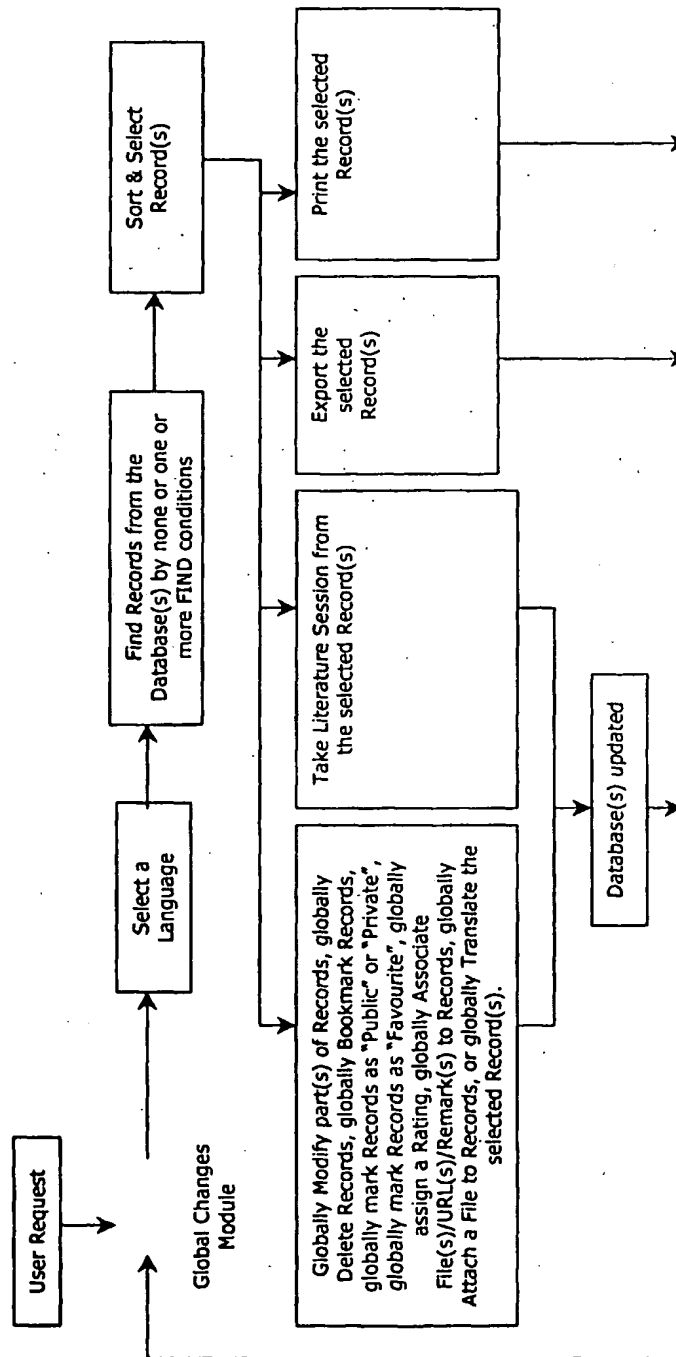 User Request
Global Changes
Module
Select a
Language
Find Records from the
Database(s) by none or one or
more FIND conditions
Sort & Select
Record(s)
Globally Modify part(s) of Records, globally
Delete Records, globally Bookmark Records,
globally mark Records as "Public" or "Private",
globally mark Records as "Favourite", globally
assign a Rating, globally Associate
File(s)/URL(s)/Remark(s) to Records, globally
Attach a File to Records, or globally Translate the
selected Record(s).
Take Literature Session from
the selected Record(s)
Export the
selected
Record(s)
Print the selected
Record(s)
Database(s) updated